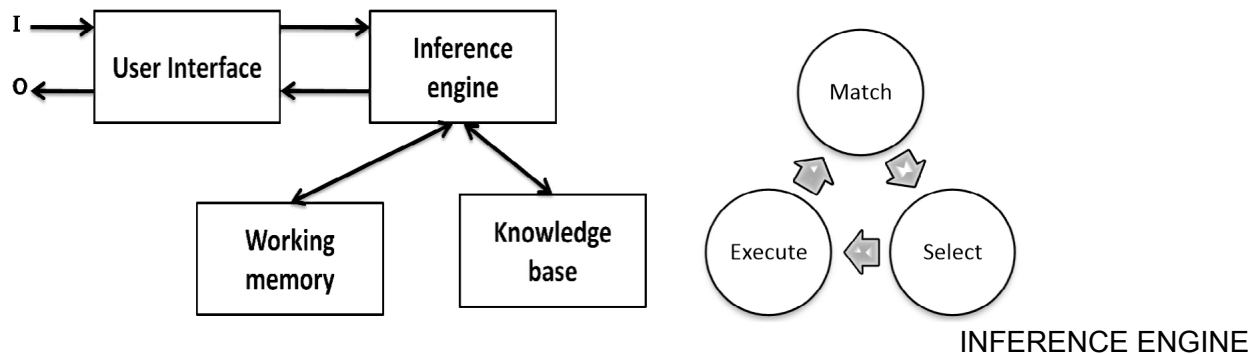 I
O
User Interface
Inference
engine
Working
memory
Knowledge
base
Match
Execute
Select
INFERENCE ENGINE